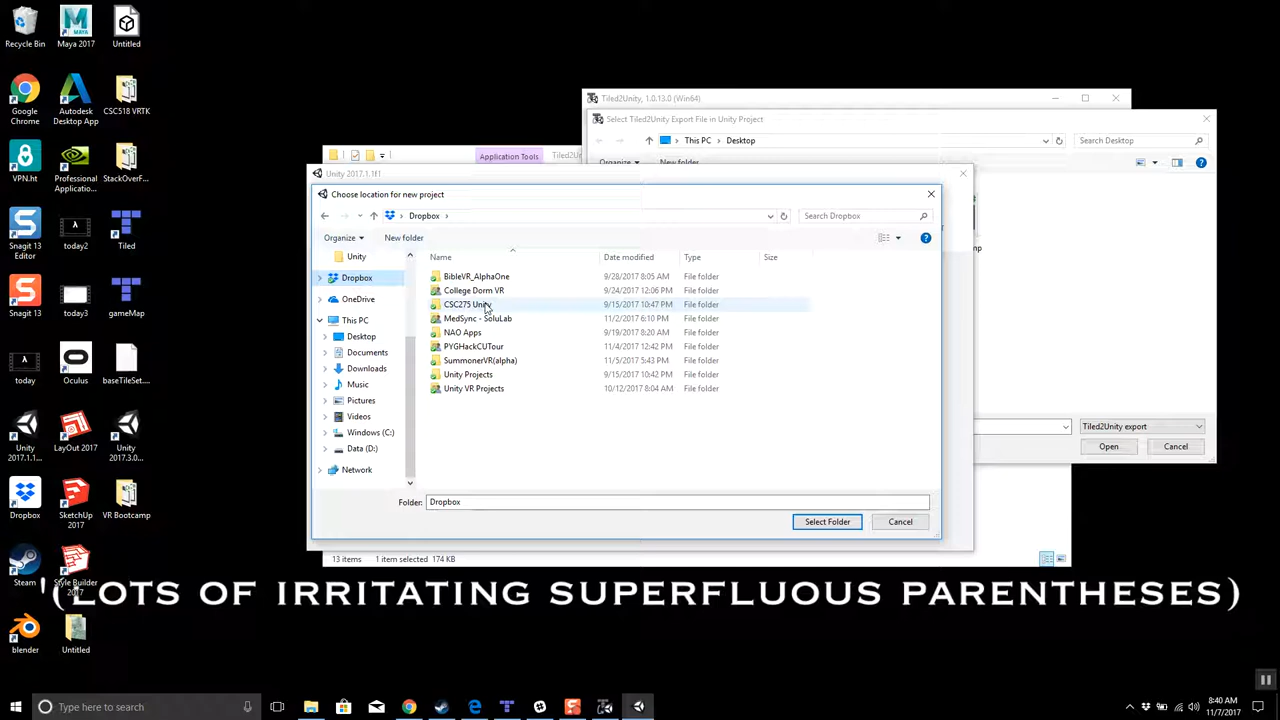 Recycle Bin
Maya 2017
Untitled
Google Chrome
Autodesk Desktop App
CSC518 VRTK
VPN.ht
Professional Applicatio...
StackOverF...
Snagit 13 Editor
today2
Tiled
Snagit 13
today3
gameMap
today
Oculus
baseTileSet....
Unity 2017.1.1...
LayOut 2017
Unity 2017.3.0...
Dropbox
SketchUp 2017
VR Bootcamp
Steam
Style Builder 2017
blender
Untitled
Tiled2Unity, 1.0.13.0 (Win64)
Select Tiled2Unity Export File in Unity Project
This PC
Desktop
Search Desktop
Organize
New folder
Application Tools
Unity 2017.1.1f1
Choose location for new project
Dropbox
Search Dropbox
Organize
New folder
Name
Date modified
Type
Size
Unity
Dropbox
OneDrive
This PC
Desktop
Documents
Downloads
Music
Pictures
Videos
Windows (C:)
Data (D:)
Network
BibleVR_AlphaOne 9/28/2017 8:05 AM File folder
College Dorm VR 9/24/2017 12:06 PM File folder
CSC275 Unity 9/15/2017 10:47 PM File folder
MedSync - SoluLab 11/2/2017 6:10 PM File folder
NAO Apps 9/19/2017 8:20 AM File folder
PYGHackCUTour 11/4/2017 12:42 PM File folder
SummonerVR(alpha) 11/5/2017 5:43 PM File folder
Unity Projects 9/15/2017 10:42 PM File folder
Unity VR Projects 10/12/2017 8:04 AM File folder
Folder: Dropbox
Select Folder
Cancel
Tiled2Unity export
Open
Cancel
13 items 1 item selected 174 KB
'(LOTS OF IRRITATING SUPERFLUOUS PARENTHESES)
Type here to search
8:40 AM
11/7/2017